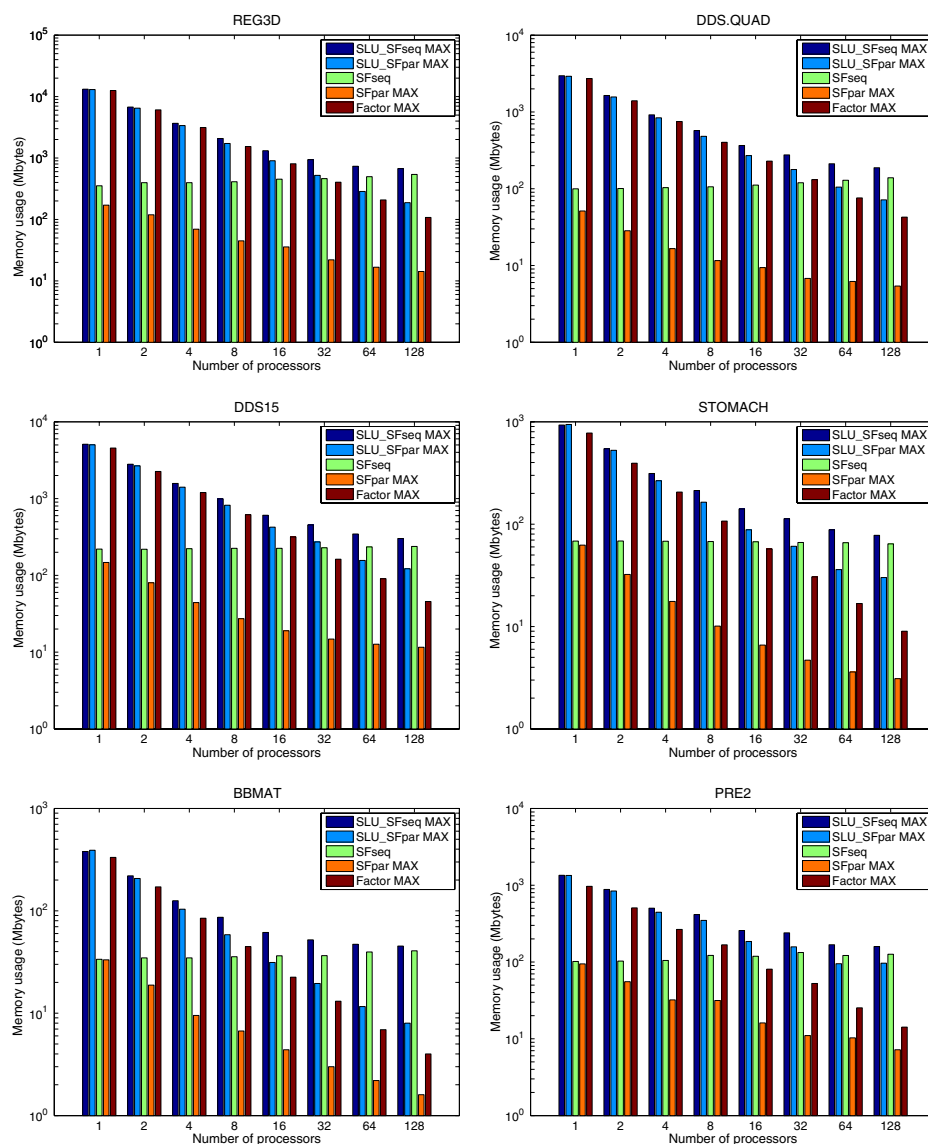 REG3D
10^5
10^4
10^3
10^2
10^1
10^0
Memory usage (Mbytes)
SLU_SFseq MAX
SLU_SFpar MAX
SFseq
SFpar MAX
Factor MAX
1 2 4 8 16 32 64 128
Number of processors
DDS.QUAD
10^4
10^3
10^2
10^1
10^0
Memory usage (Mbytes)
SLU_SFseq MAX
SLU_SFpar MAX
SFseq
SFpar MAX
Factor MAX
1 2 4 8 16 32 64 128
Number of processors
DDS15
10^4
10^3
10^2
10^1
10^0
Memory usage (Mbytes)
SLU_SFseq MAX
SLU_SFpar MAX
SFseq
SFpar MAX
Factor MAX
1 2 4 8 16 32 64 128
Number of processors
STOMACH
10^3
10^2
10^1
10^0
Memory usage (Mbytes)
SLU_SFseq MAX
SLU_SFpar MAX
SFseq
SFpar MAX
Factor MAX
1 2 4 8 16 32 64 128
Number of processors
BBMAT
10^3
10^2
10^1
10^0
Memory usage (Mbytes)
SLU_SFseq MAX
SLU_SFpar MAX
SFseq
SFpar MAX
Factor MAX
1 2 4 8 16 32 64 128
Number of processors
PRE2
10^4
10^3
10^2
10^1
10^0
Memory usage (Mbytes)
SLU_SFseq MAX
SLU_SFpar MAX
SFseq
SFpar MAX
Factor MAX
1 2 4 8 16 32 64 128
Number of processors